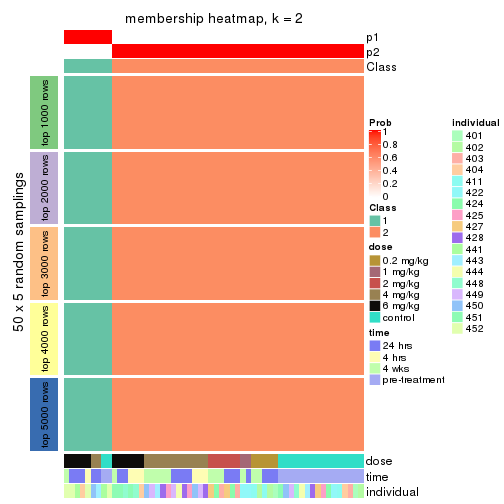 membership heatmap, k = 2
p1
p2
Class
50 x 5 random samplings
top 1000 rows
top 2000 rows
top 3000 rows
top 4000 rows
top 5000 rows
dose
time
individual
Prob
1
0.8
0.6
0.4
0.2
0
Class
1
2
dose
0.2 mg/kg
1 mg/kg
2 mg/kg
4 mg/kg
6 mg/kg
control
time
24 hrs
4 hrs
4 wks
pre-treatment
individual
401
402
403
404
411
422
424
425
427
428
441
443
444
448
449
450
451
452